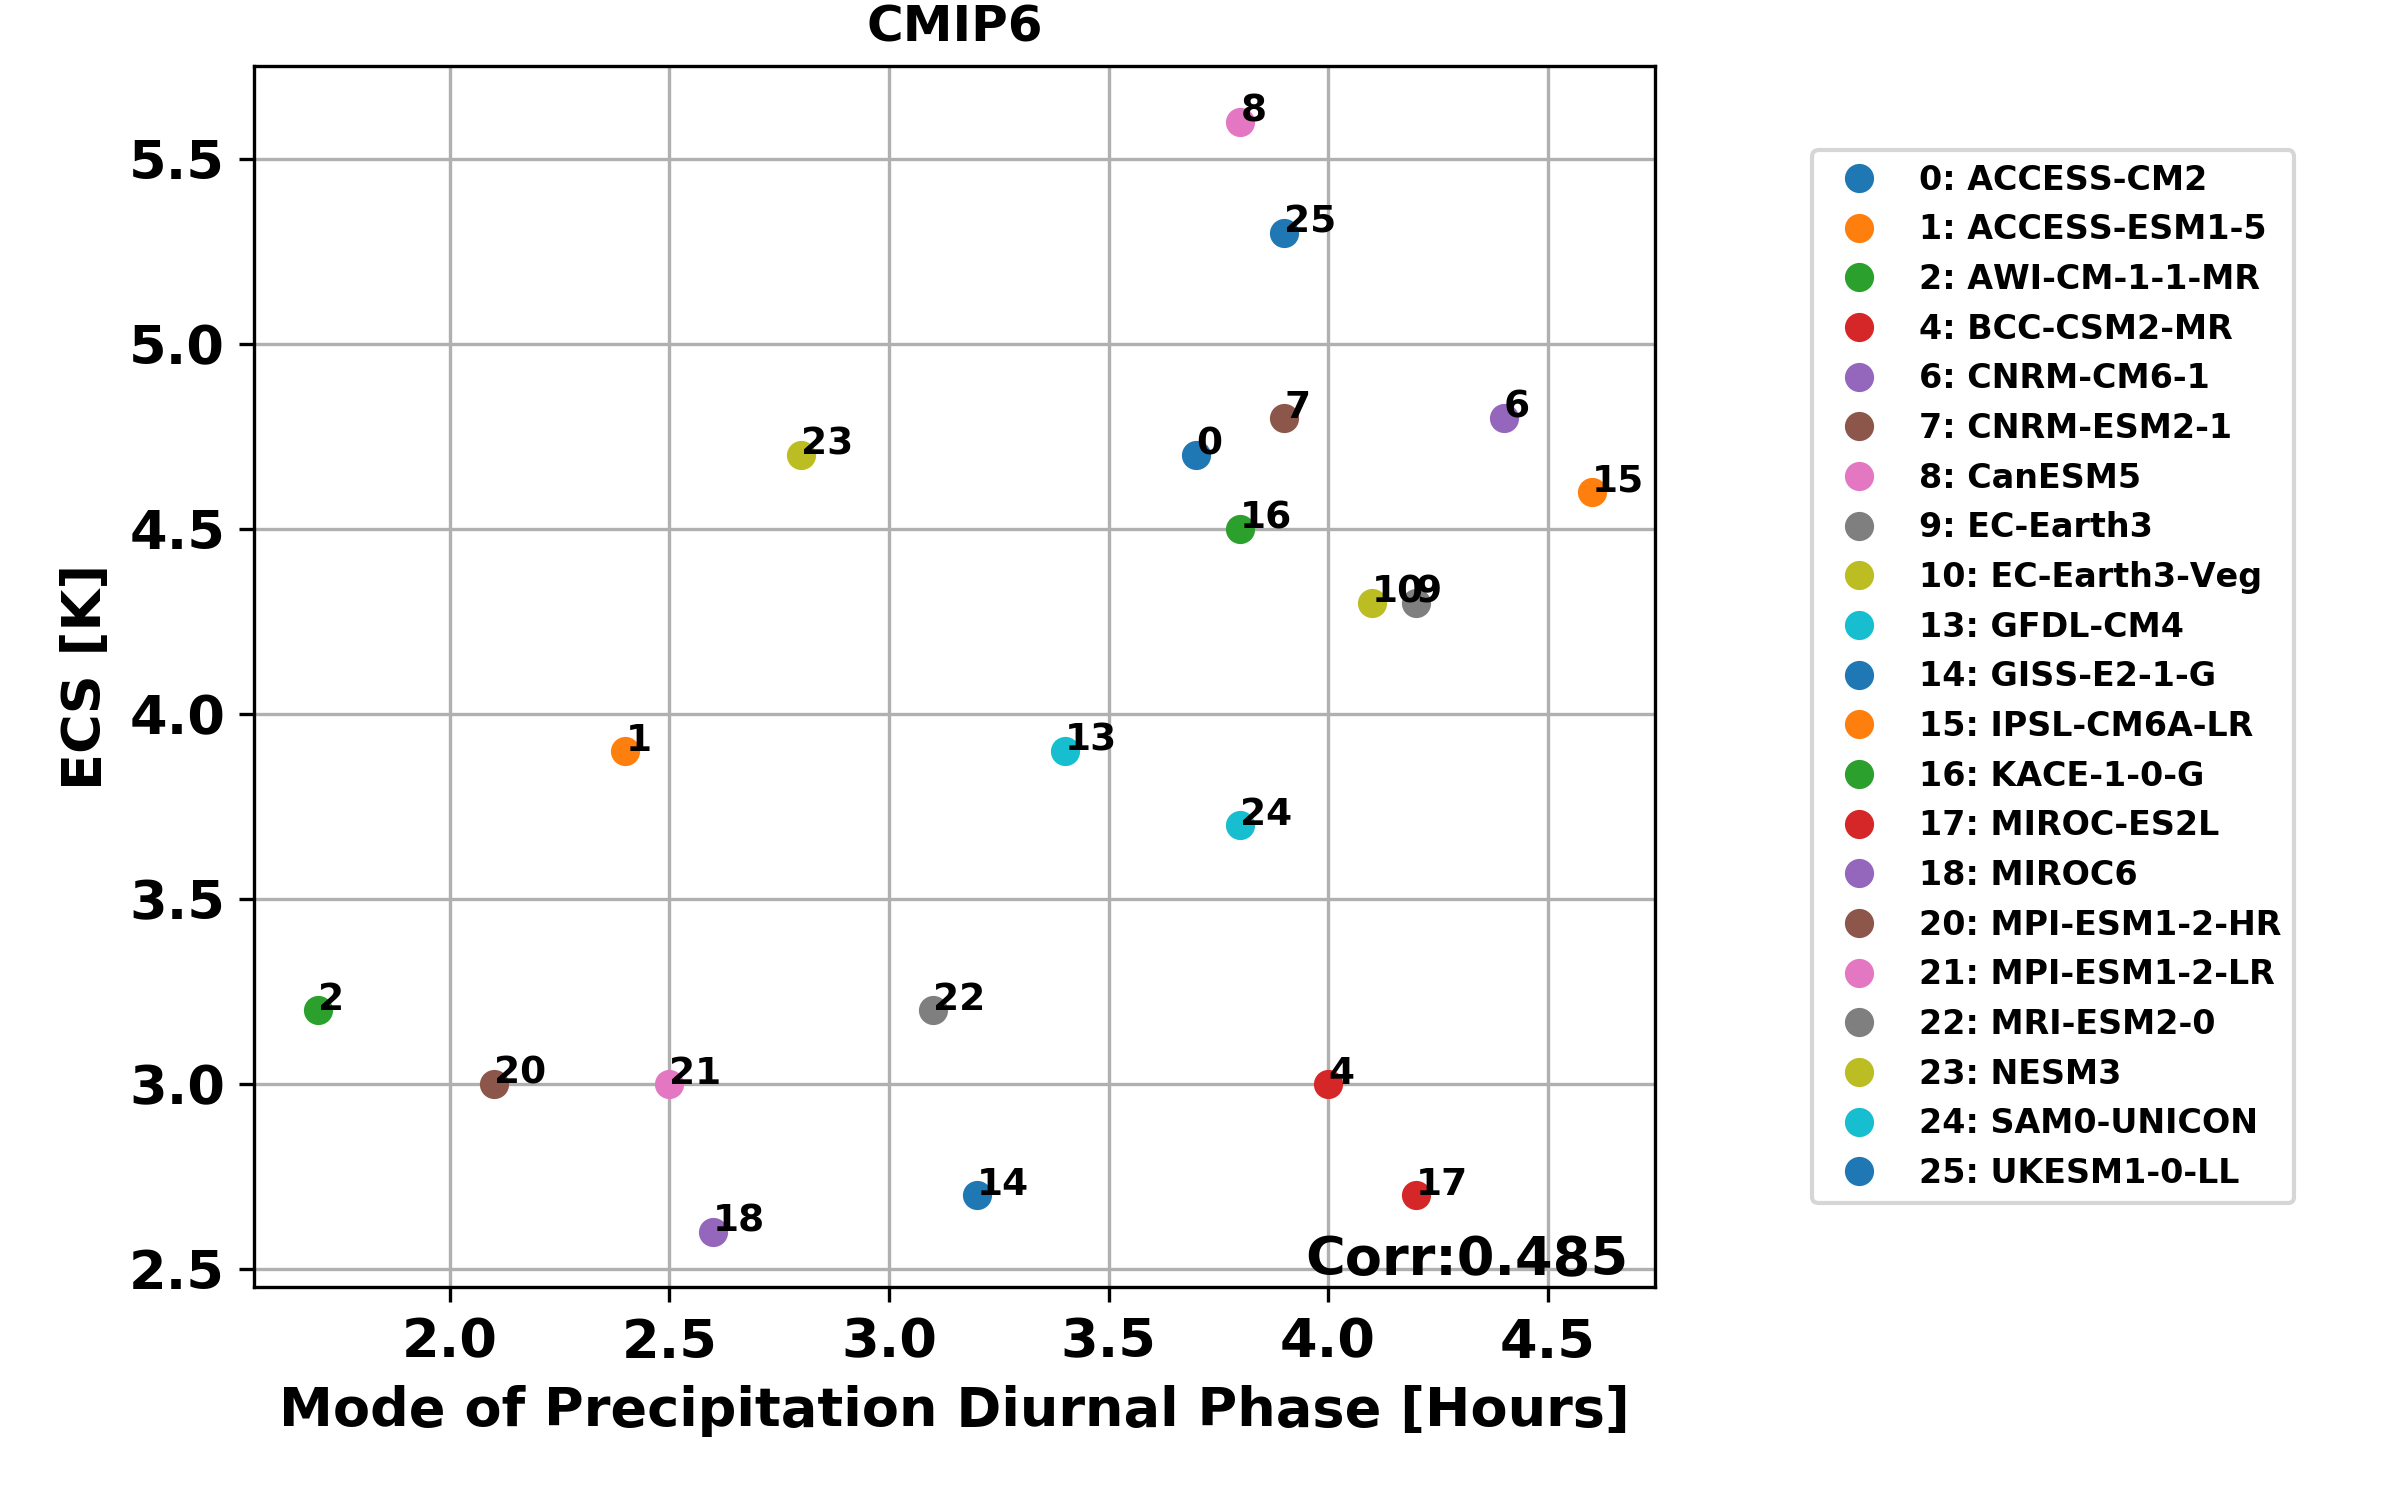 CMIP6
8
5.5
25
5.0
7
6
23
0
15
4.5
16
10
9
4.0
1
13
24
3.5
2
22
3.0
20
21
4
14
17
18
2.5
Corr:0.485
ECS [K]
2.0
2.5
3.0
3.5
4.0
4.5
Mode of Precipitation Diurnal Phase [Hours]
0: ACCESS-CM2
1: ACCESS-ESM1-5
2: AWI-CM-1-1-MR
4: BCC-CSM2-MR
6: CNRM-CM6-1
7: CNRM-ESM2-1
8: CanESM5
9: EC-Earth3
10: EC-Earth3-Veg
13: GFDL-CM4
14: GISS-E2-1-G
15: IPSL-CM6A-LR
16: KACE-1-0-G
17: MIROC-ES2L
18: MIROC6
20: MPI-ESM1-2-HR
21: MPI-ESM1-2-LR
22: MRI-ESM2-0
23: NESM3
24: SAM0-UNICON
25: UKESM1-0-LL